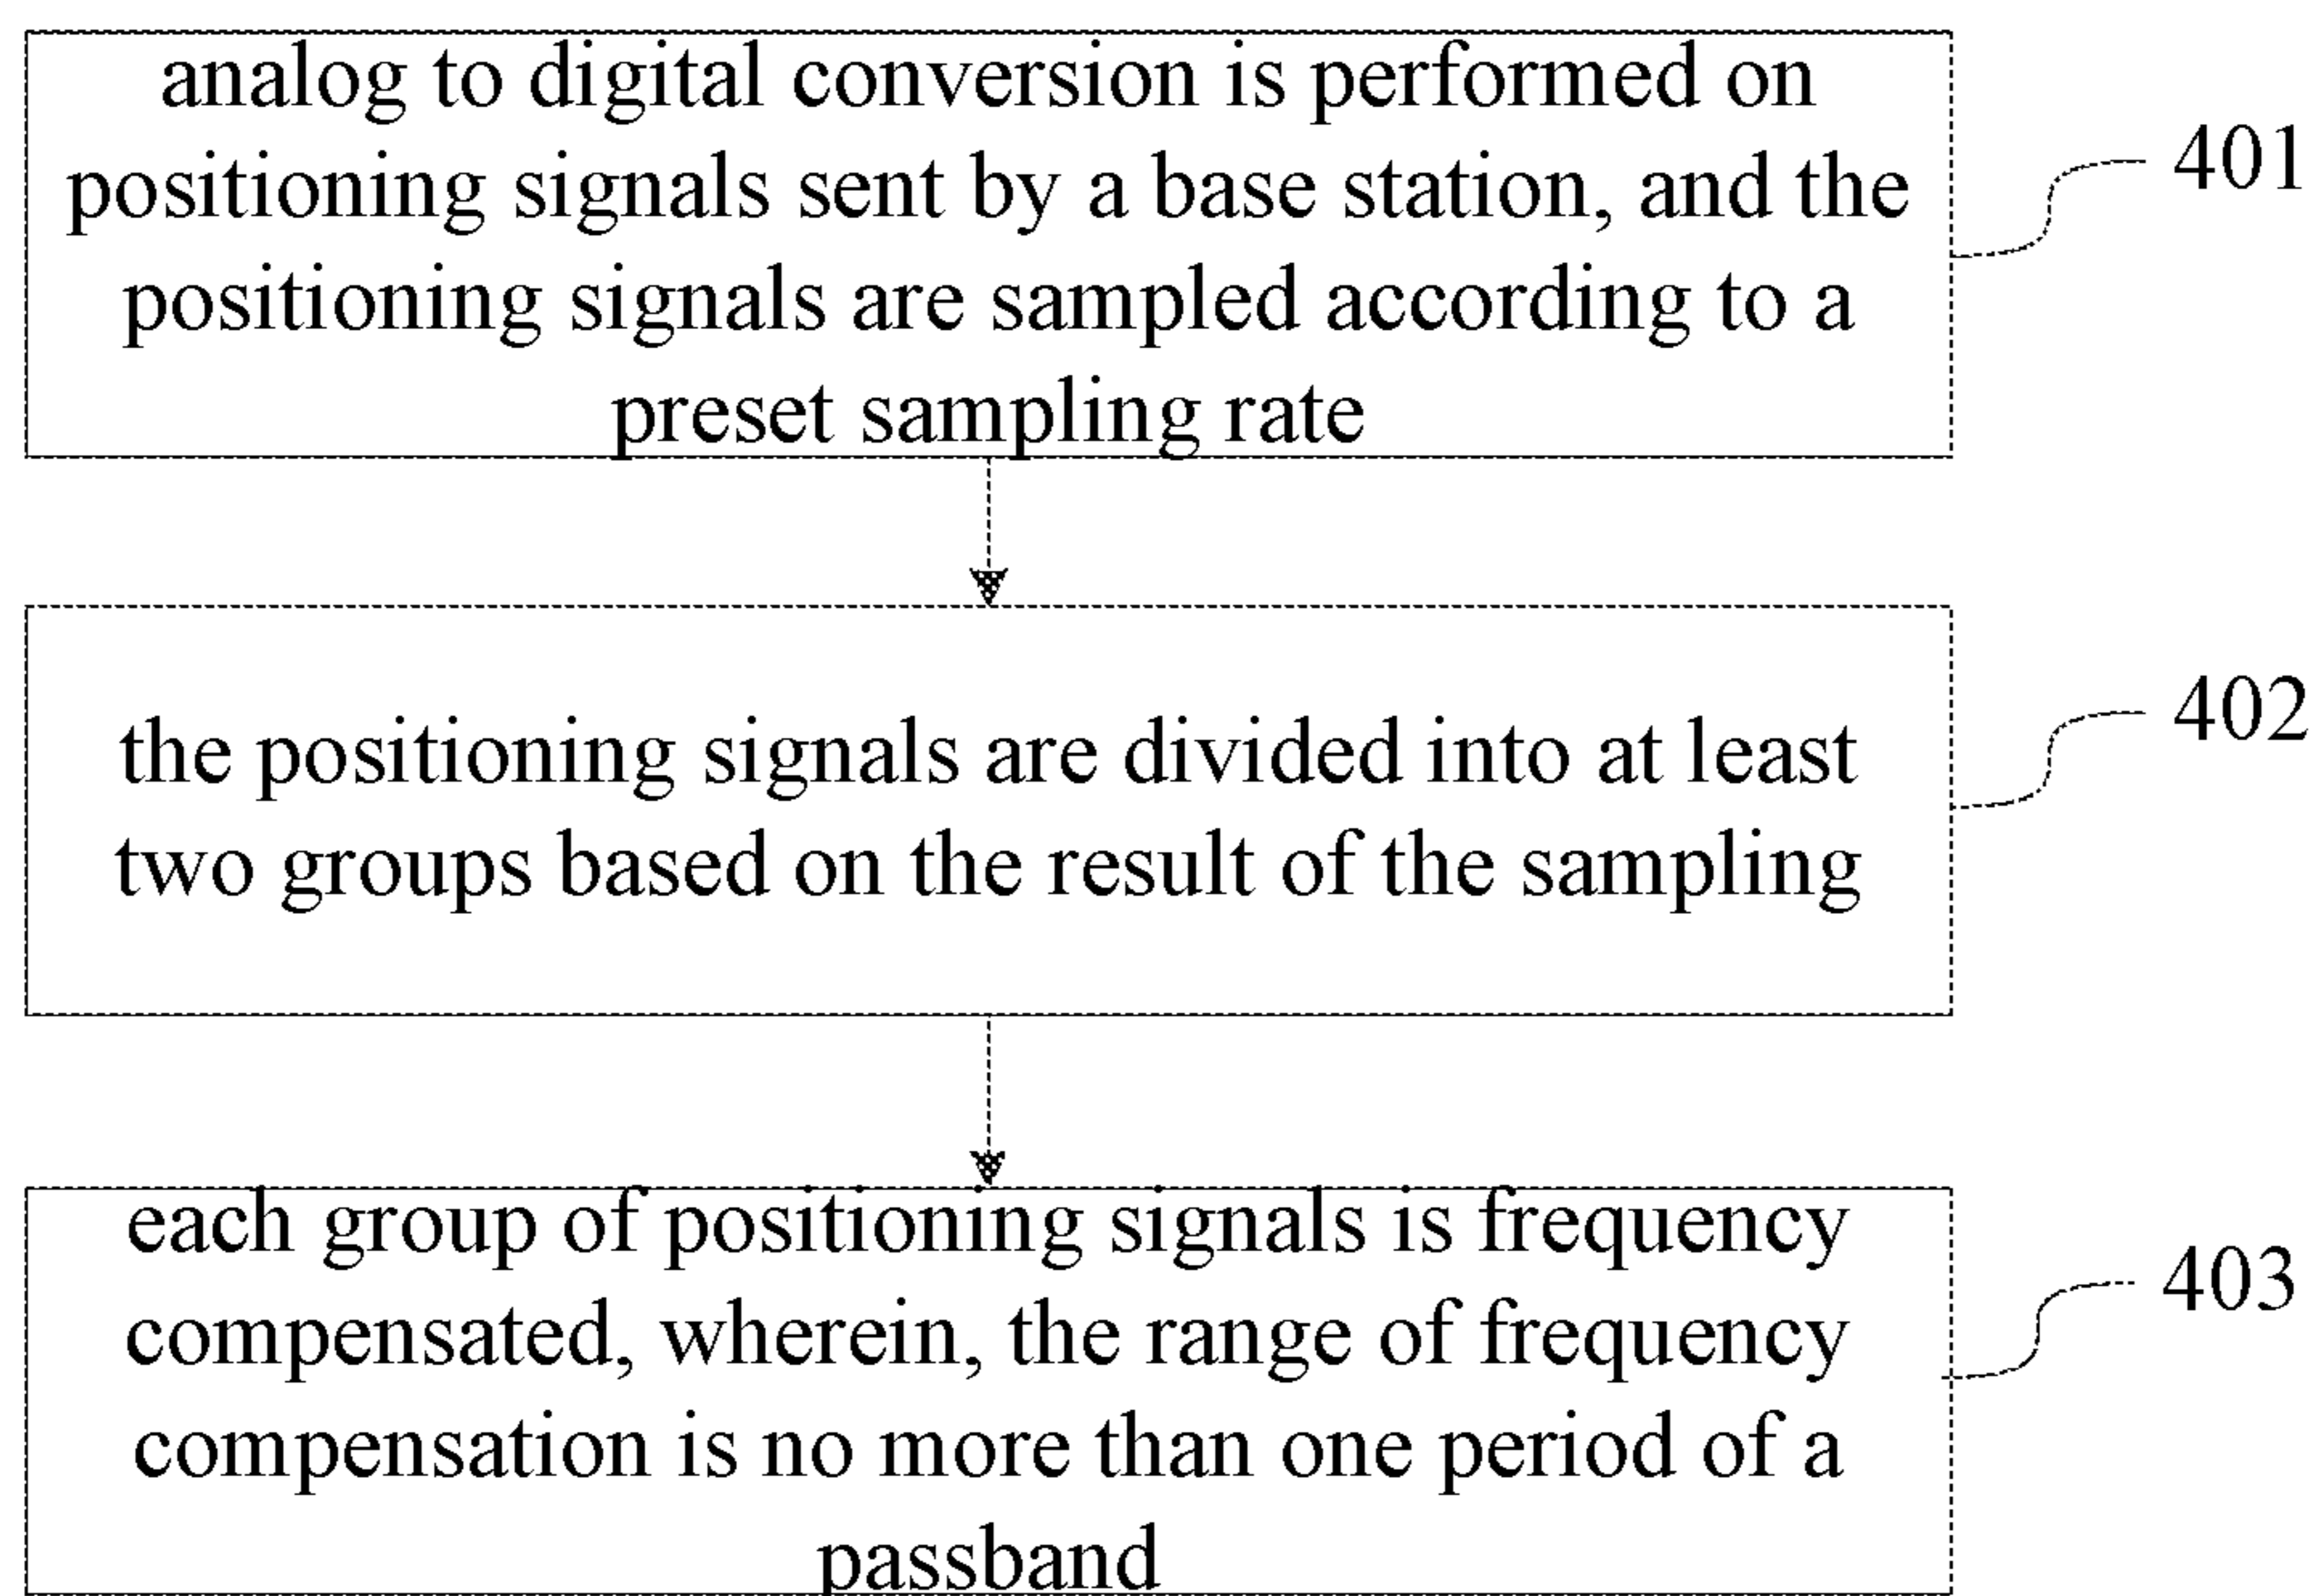 analog to digital conversion is performed on
positioning signals sent by a base station, and the
positioning signals are sampled according to a
preset sampling rate
401
the positioning signals are divided into at least
two groups based on the result of the sampling
402
each group of positioning signals is frequency
compensated, wherein, the range of frequency
compensation is no more than one period of a
passband
403